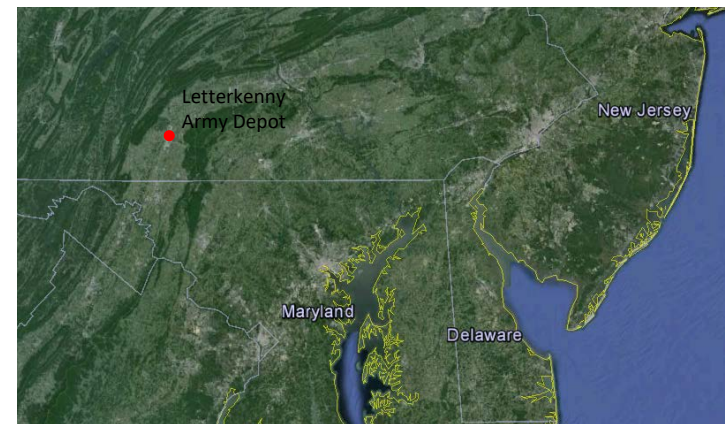 Letterkenny
Army Depot
New Jersey
Maryland
Delaware